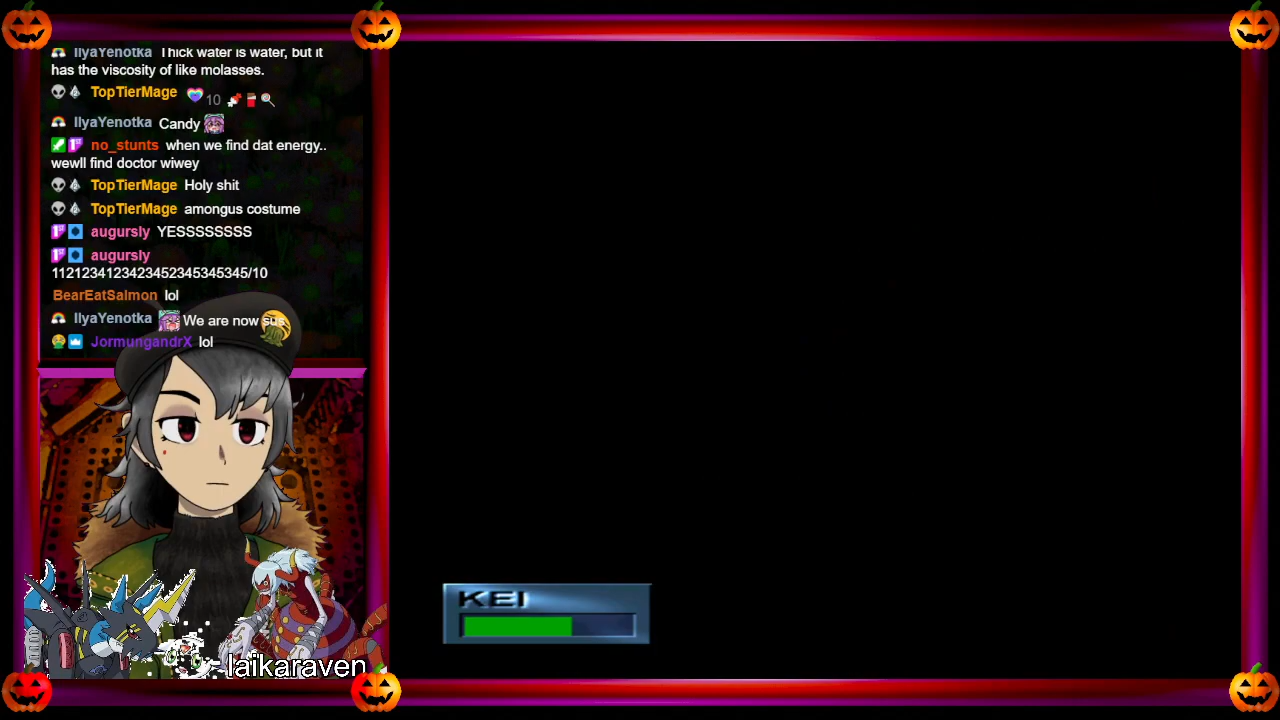 IlyaYenotka Thick water is water, but it
has the viscosity of like molasses.
TopTierMage 10
IlyaYenotka Candy
no_stunts when we find dat energy..
wewll find doctor wiwey
TopTierMage Holy shit
TopTierMage amongus costume
augursly YESSSSSSSS
augursly
1121234123423452345345345/10
BearEatSalmon lol
IlyaYenotka We are now sus
JormungandrX lol
KEI
laikaraven